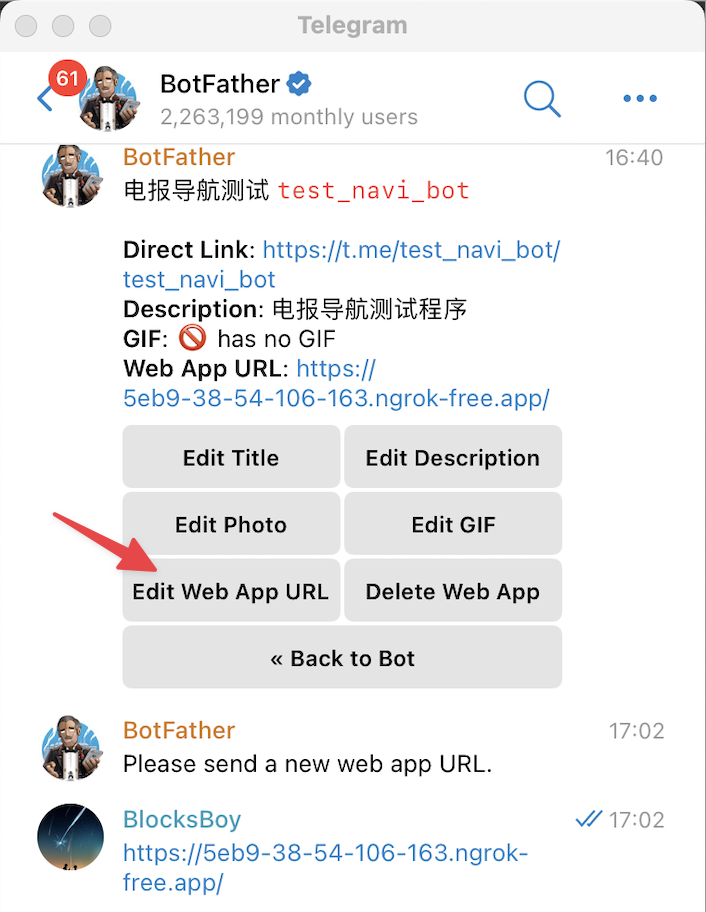 Telegram
61
BotFather
2,263,199 monthly users
BotFather 16:40
电报导航测试 test_navi_bot
Direct Link: https://t.me/test_navi_bot/
test_navi_bot
Description: 电报导航测试程序
GIF: 🚫 has no GIF
Web App URL: https://
5eb9-38-54-106-163.ngrok-free.app/
Edit Title
Edit Description
Edit Photo
Edit GIF
Edit Web App URL
Delete Web App
« Back to Bot
BotFather 17:02
Please send a new web app URL.
BlocksBoy 17:02
https://5eb9-38-54-106-163.ngrok-
free.app/